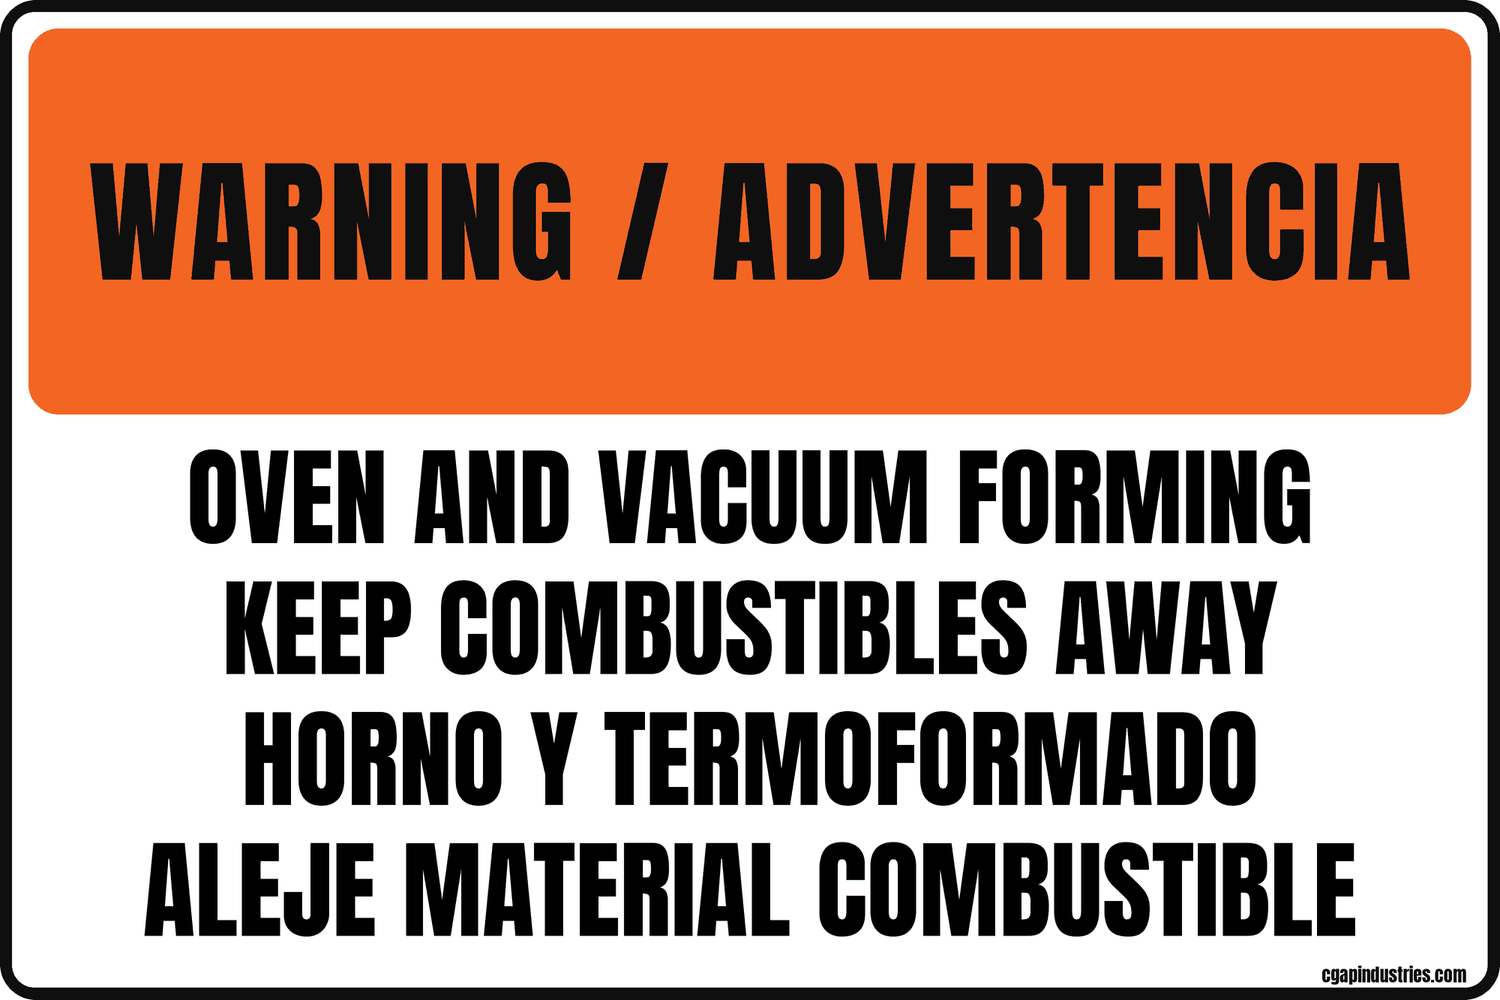 WARNING / ADVERTENCIA
OVEN AND VACUUM FORMING
KEEP COMBUSTIBLES AWAY
HORNO Y TERMOFORMADO
ALEJE MATERIAL COMBUSTIBLE
cgapindustries.com